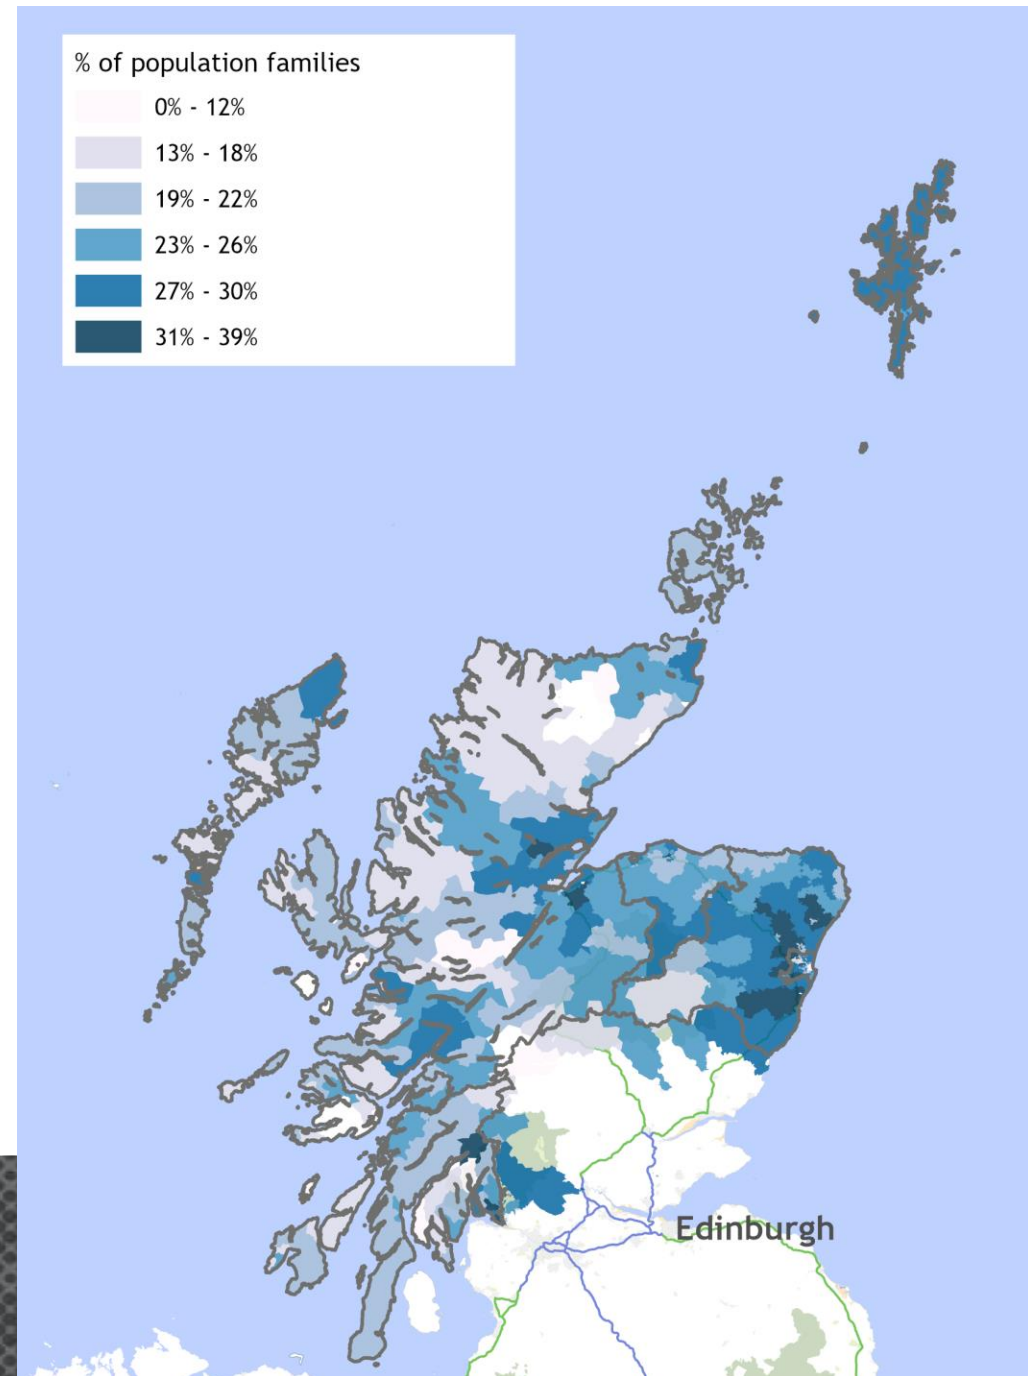 % of population families
0% - 12%
13% - 18%
19% - 22%
23% - 26%
27% - 30%
31% - 39%
Edinburgh